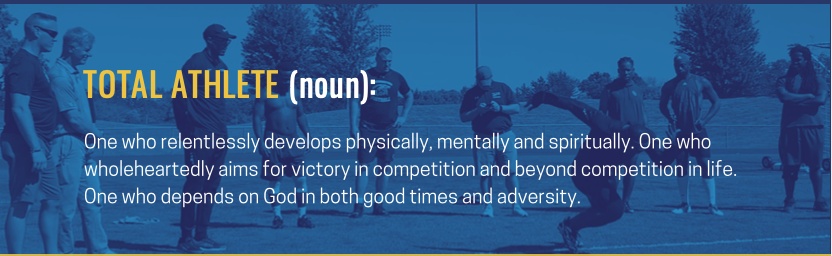 TOTAL ATHLETE (noun):
One who relentlessly develops physically, mentally and spiritually. One who
wholeheartedly aims for victory in competition and beyond competition in life.
One who depends on God in both good times and adversity.